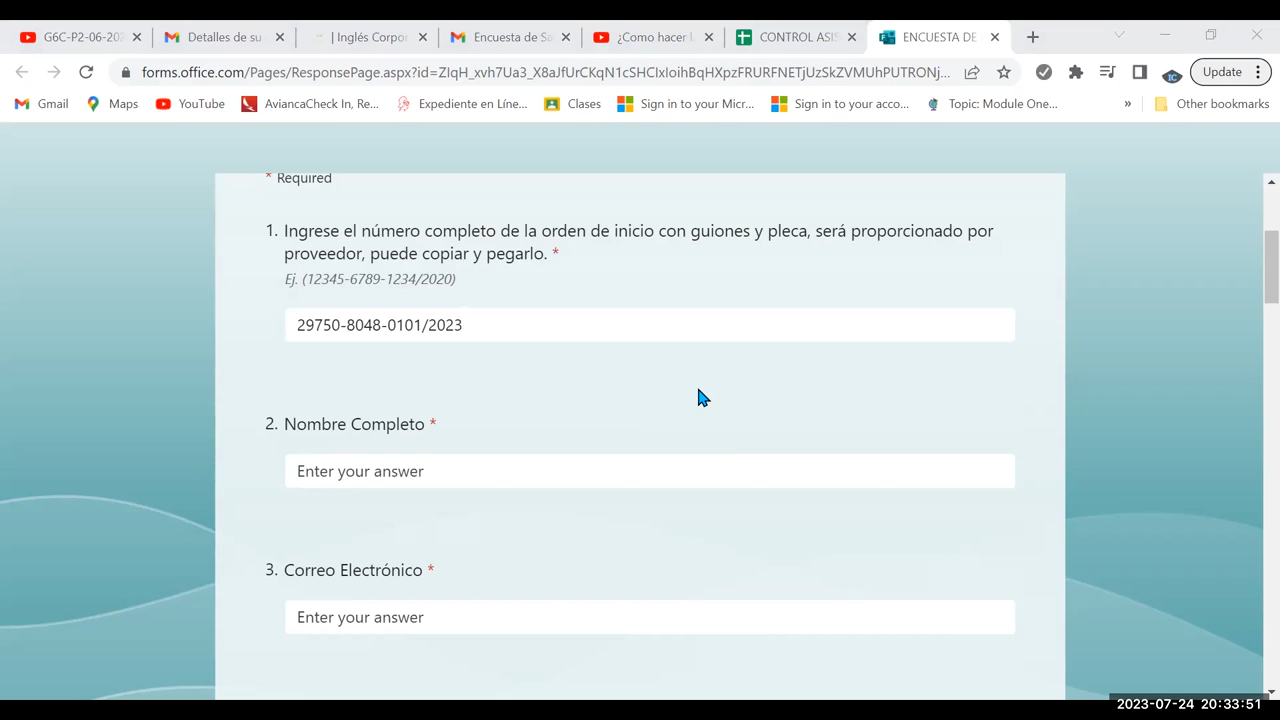 G6C-P2-06-202
Detalles de su
Inglés Corpor
Encuesta de Sa
¿Como hacer l
CONTROL ASIS
ENCUESTA DE
forms.office.com/Pages/ResponsePage.aspx?id=ZlqH_xvh7Ua3_X8aJfUrCKqN1cSHClxIoihBqHXpzFRURFNETjUzSkZVMUhPUTRONj...
Update
Gmail
Maps
YouTube
AviancaCheck In, Re...
Expediente en Líne...
Clases
Sign in to your Micr...
Sign in to your acco...
Topic: Module One...
»
Other bookmarks
* Required
1. Ingrese el número completo de la orden de inicio con guiones y pleca, será proporcionado por
proveedor, puede copiar y pegarlo. *
Ej. (12345-6789-1234/2020)
29750-8048-0101/2023
2. Nombre Completo *
Enter your answer
3. Correo Electrónico *
Enter your answer
2023-07-24 20:33:51